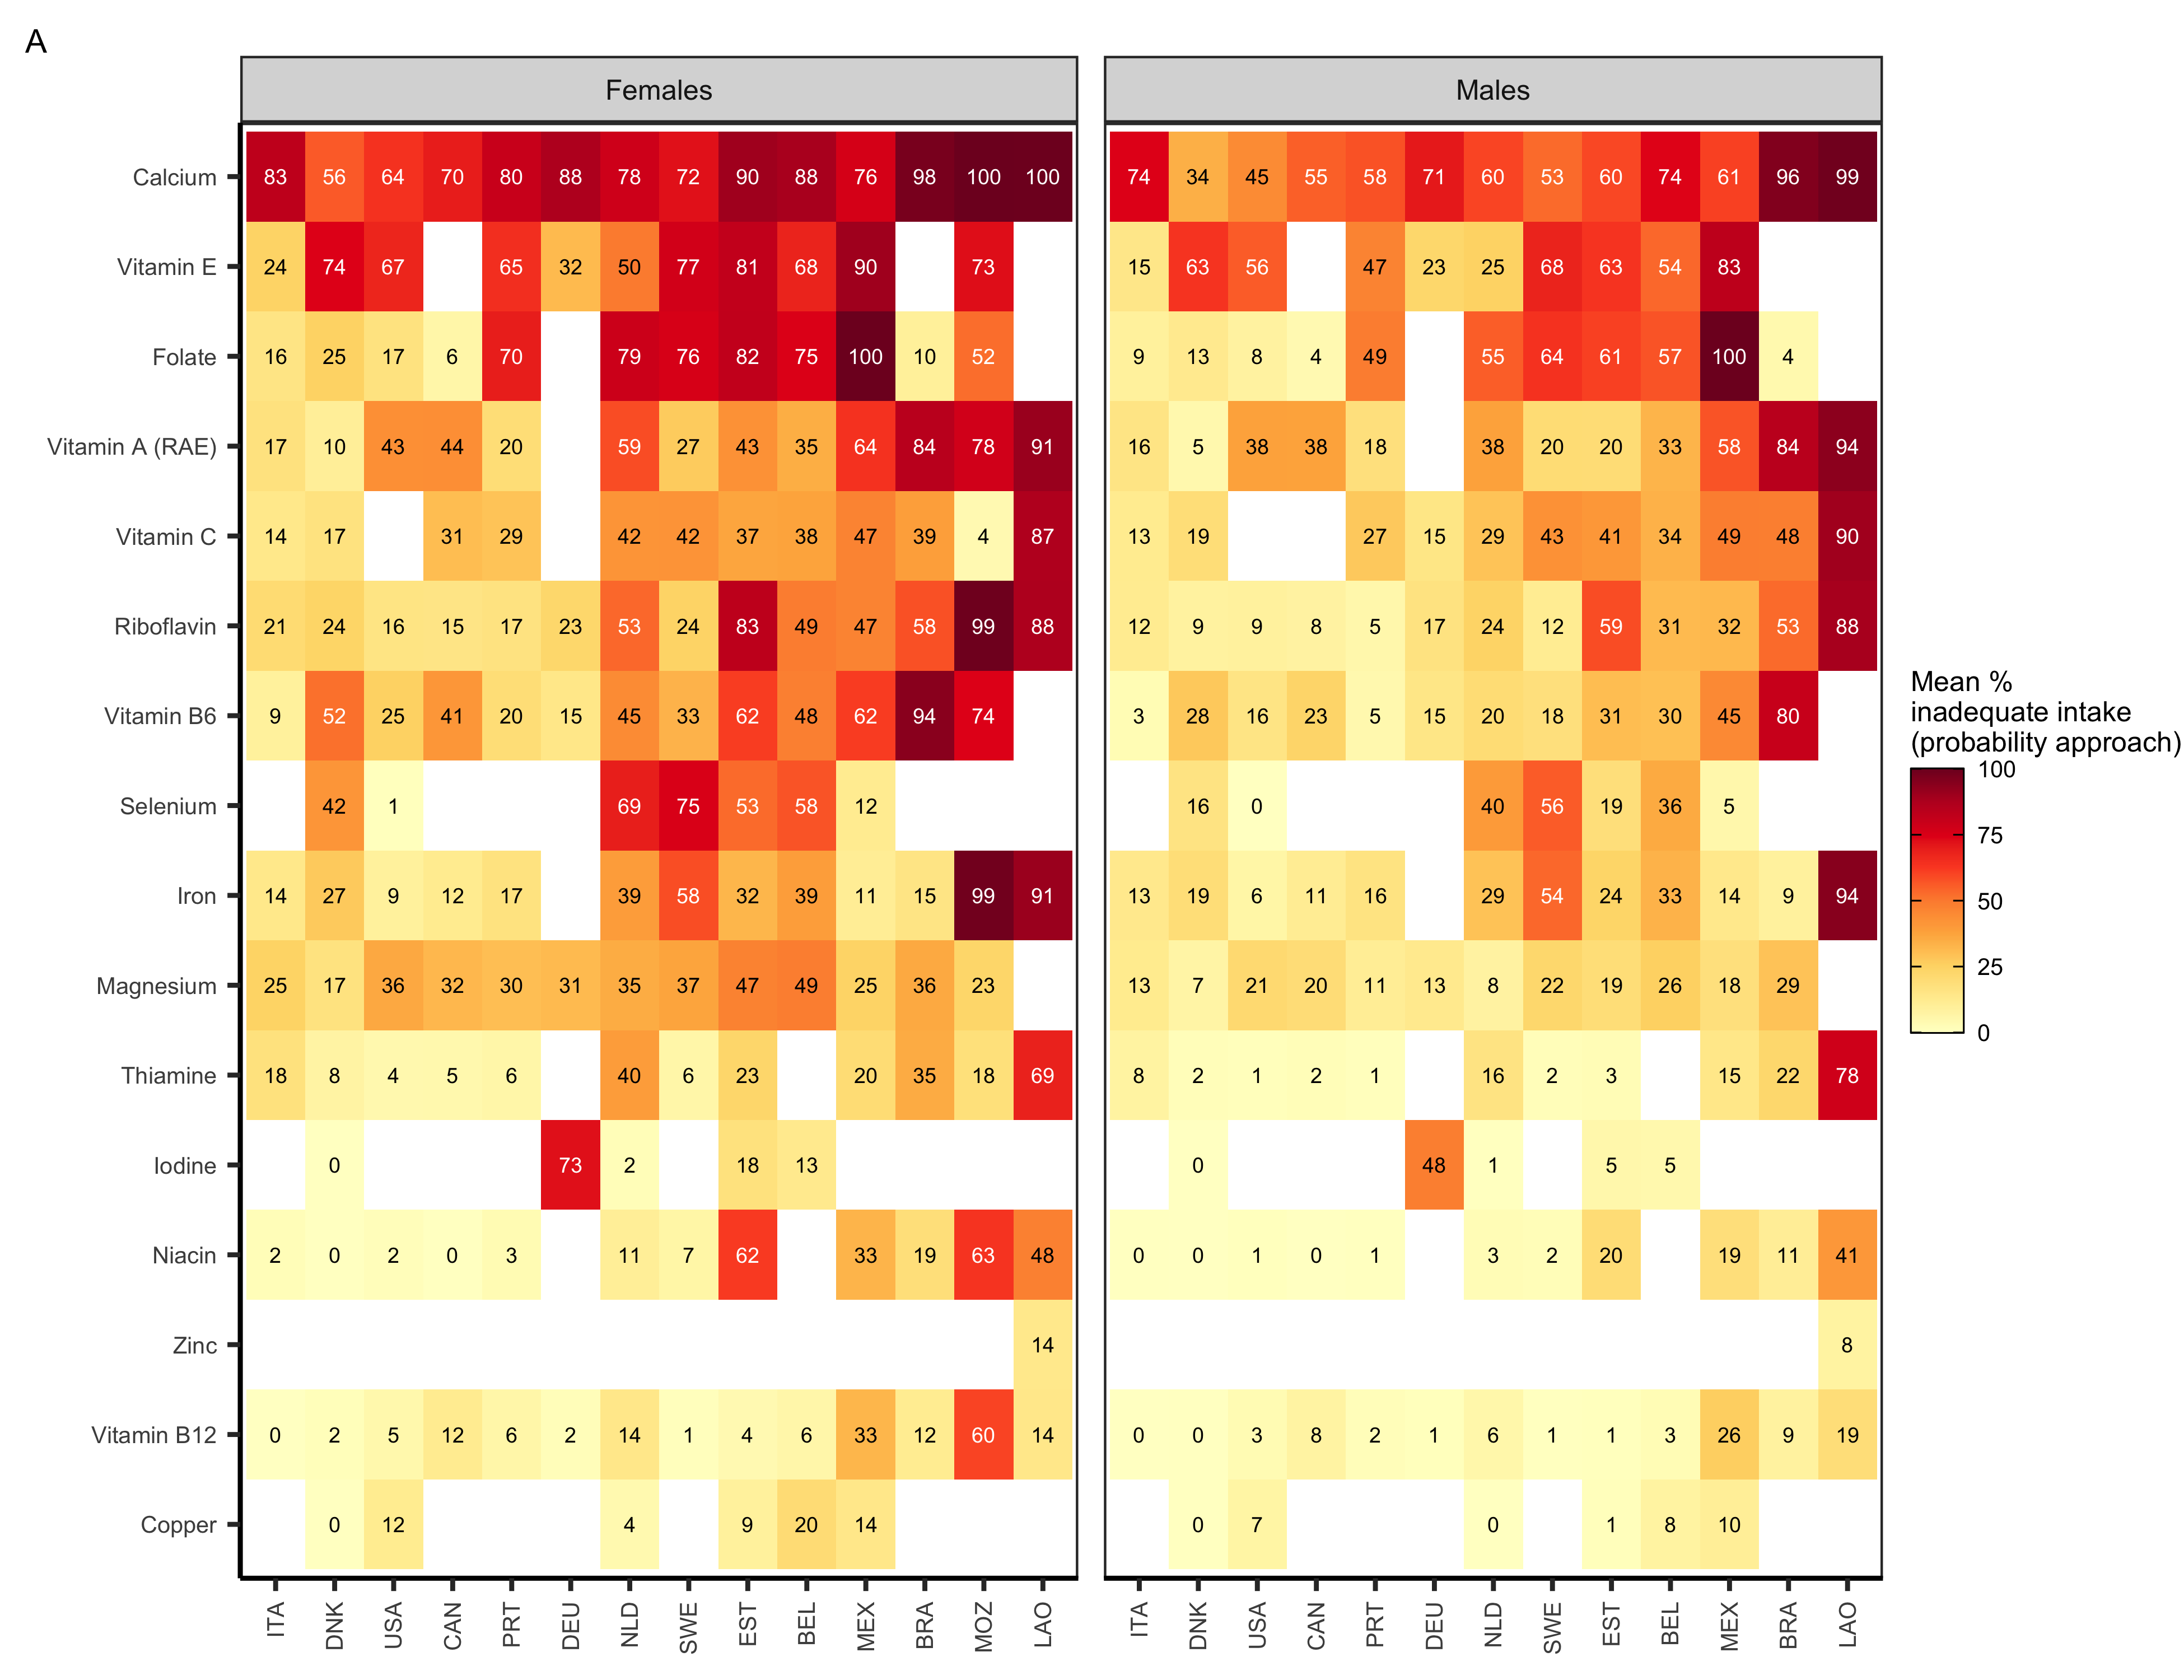 A
Females Males
Calcium 83 56 64 70 80 88 78 72 90 88 76 98 100 100 74 34 45 55 58 71 60 53 60 74 61 96 99
Vitamin E 24 74 67 65 32 50 77 81 68 90 73 15 63 56 47 23 25 68 63 54 83
Folate 16 25 17 6 70 79 76 82 75 100 10 52 9 13 8 4 49 55 64 61 57 100 4
Vitamin A (RAE) 17 10 43 44 20 59 27 43 35 64 84 78 91 16 5 38 38 18 38 20 20 33 58 84 94
Vitamin C 14 17 31 29 42 42 37 38 47 39 4 87 13 19 27 15 29 43 41 34 49 48 90
Riboflavin 21 24 16 15 17 23 53 24 83 49 47 58 99 88 12 9 9 8 5 17 24 12 59 31 32 53 88
Vitamin B6 9 52 25 41 20 15 45 33 62 48 62 94 74 3 28 16 23 5 15 20 18 31 30 45 80
Selenium 42 1 69 75 53 58 12 16 0 40 56 19 36 5
Iron 14 27 9 12 17 39 58 32 39 11 15 99 91 13 19 6 11 16 29 54 24 33 14 9 94
Magnesium 25 17 36 32 30 31 35 37 47 49 25 36 23 13 7 21 20 11 13 8 22 19 26 18 29
Thiamine 18 8 4 5 6 40 6 23 20 35 18 69 8 2 1 2 1 16 2 3 15 22 78
Iodine 0 73 2 18 13 0 48 1 5 5
Niacin 2 0 2 0 3 11 7 62 33 19 63 48 0 0 1 0 1 3 2 20 19 11 41
Zinc 14 8
Vitamin B12 0 2 5 12 6 2 14 1 4 6 33 12 60 14 0 0 3 8 2 1 6 1 1 3 26 9 19
Copper 0 12 4 9 20 14 0 7 0 1 8 10
ITA DNK USA CAN PRT DEU NLD SWE EST BEL MEX BRA MOZ LAO ITA DNK USA CAN PRT DEU NLD SWE EST BEL MEX BRA LAO
Mean %
inadequate intake
(probability approach)
100
75
50
25
0